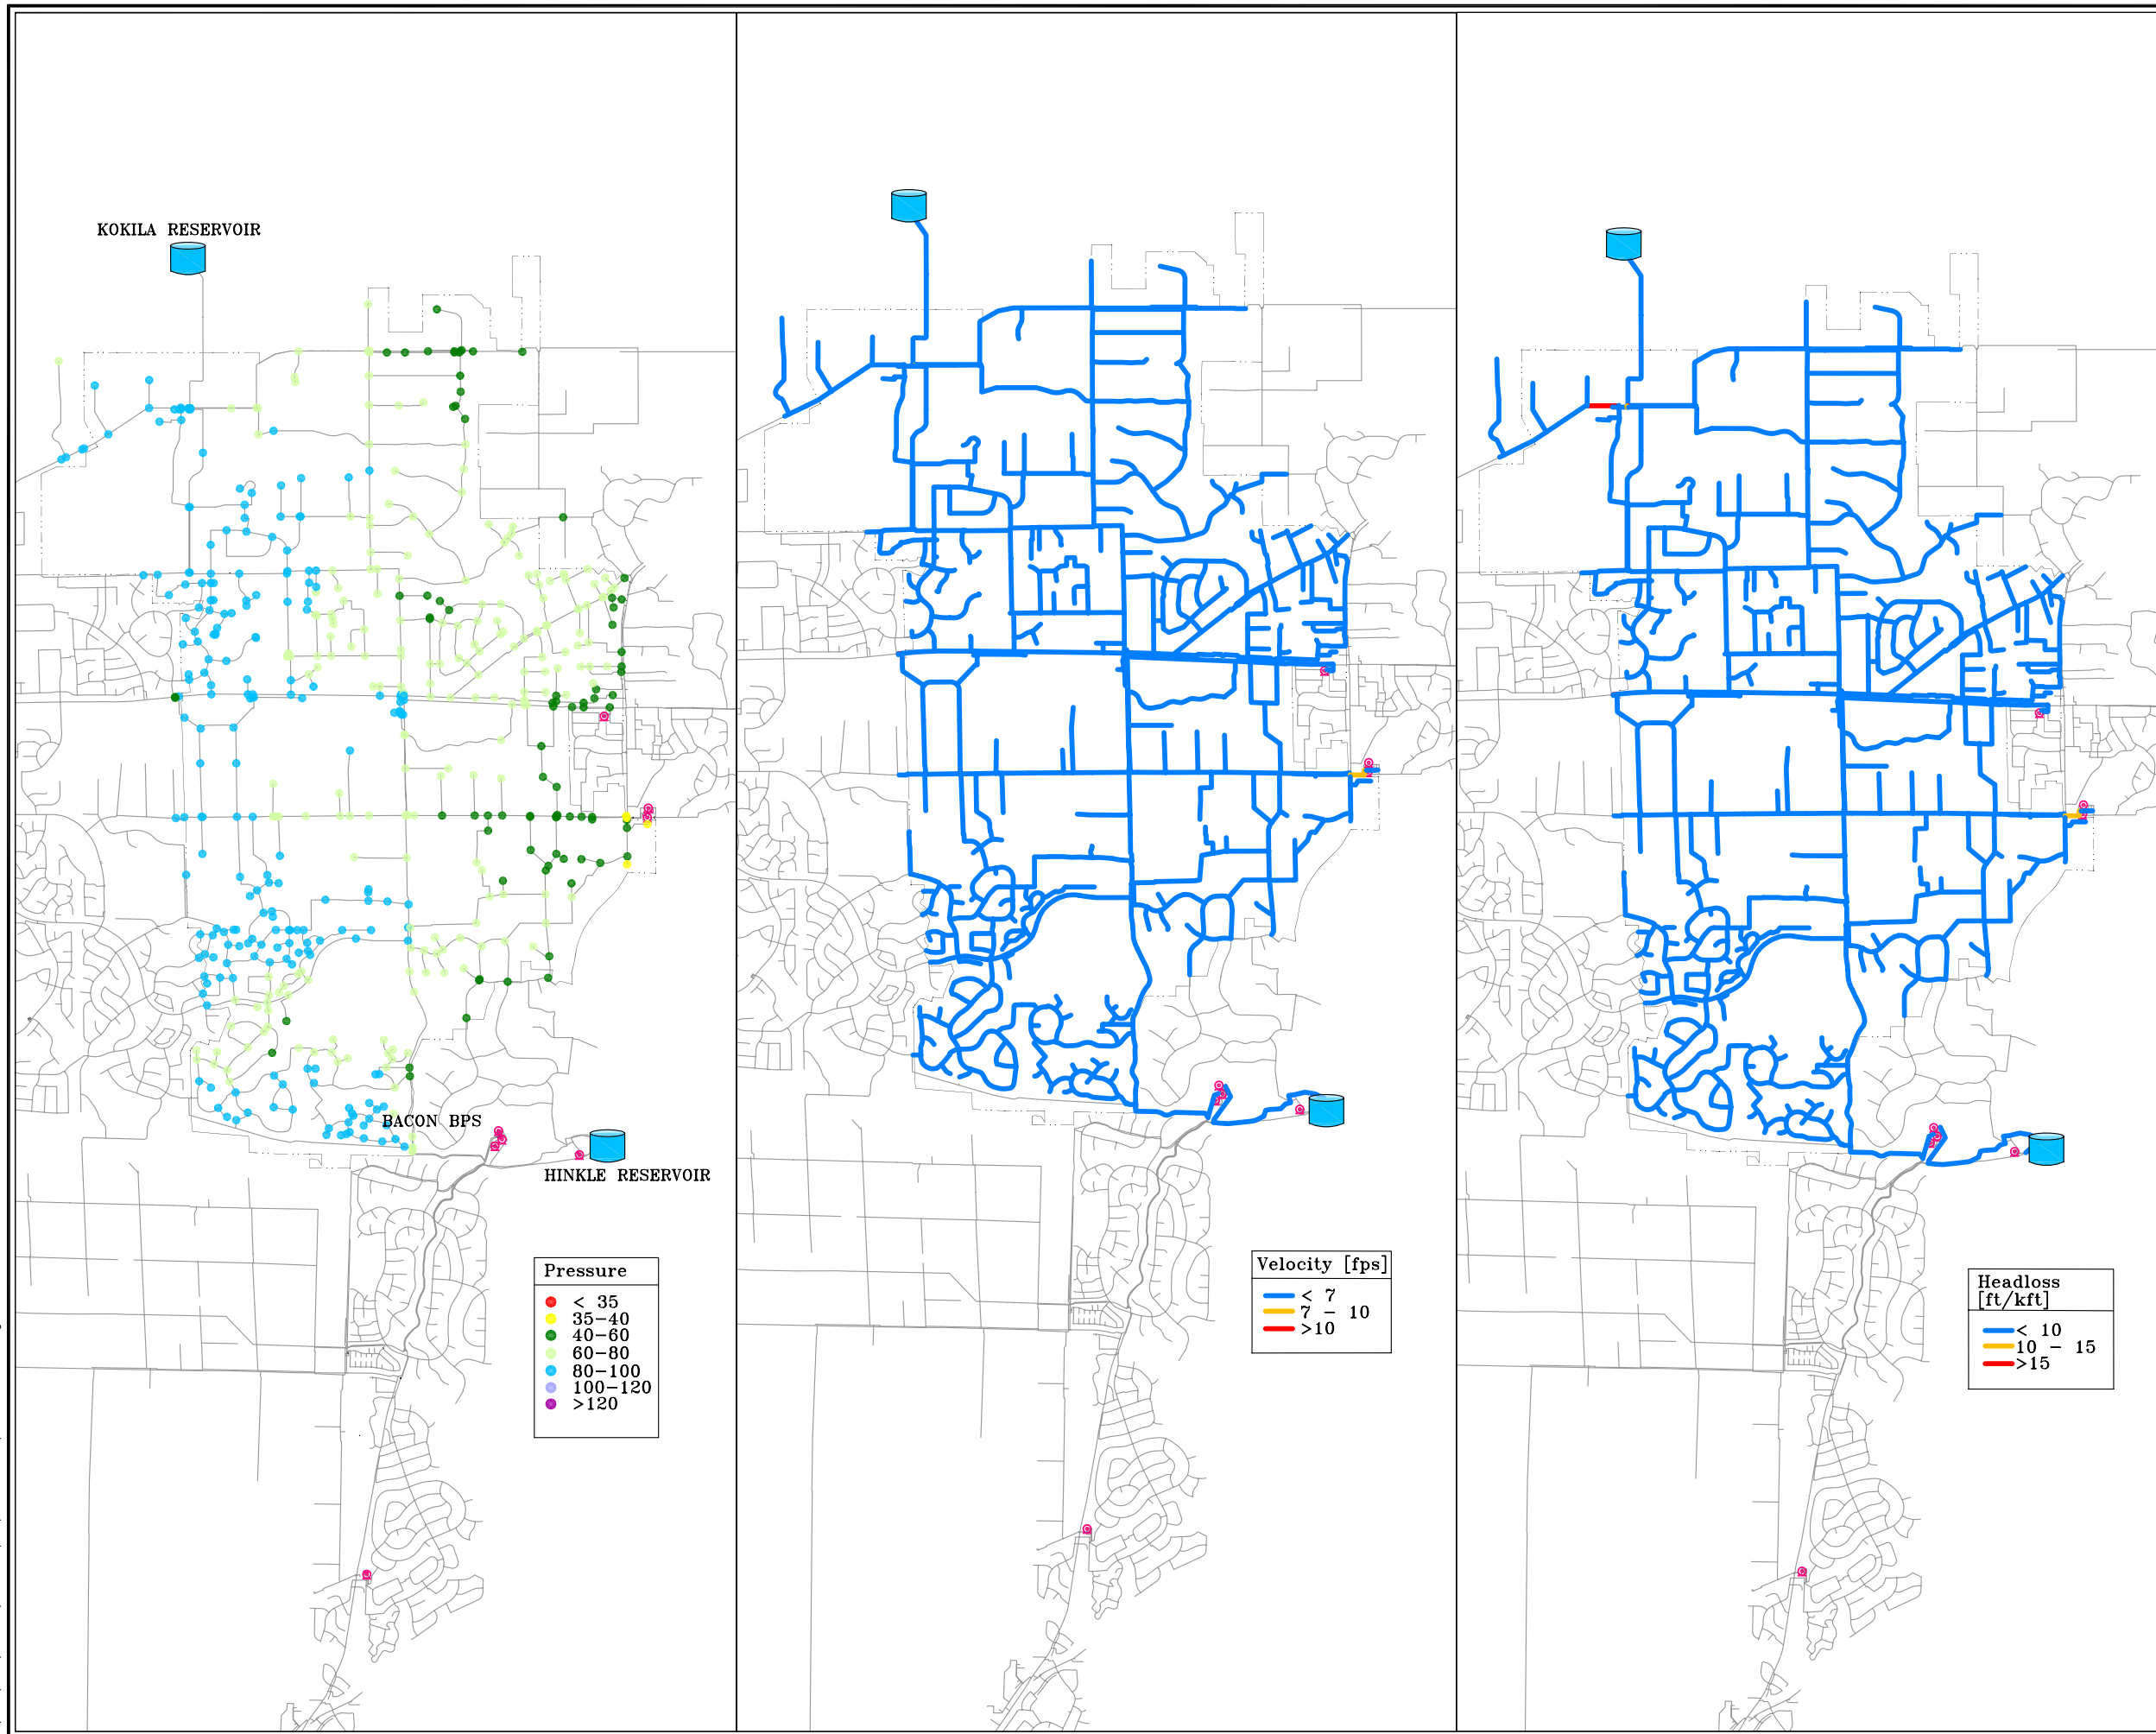 KOKILA RESERVOIR
BACON BPS
HINKLE RESERVOIR
Pressure
< 35
35-40
40-60
60-80
80-100
100-120
>120
Velocity [fps]
< 7
7 - 10
>10
Headloss
[ft/kft]
< 10
10 - 15
>15